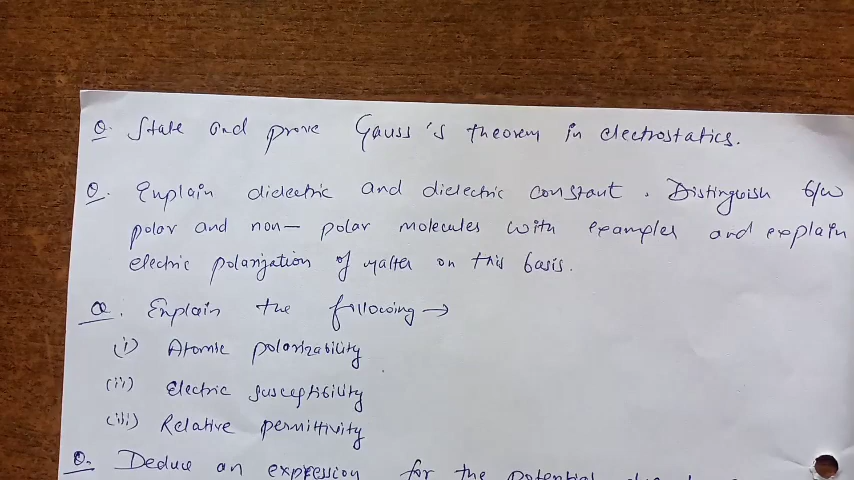 Q. State and prove Gauss's theorem in electrostatics.
Q. Explain dielectric and dielectric constant. Distinguish b/w
polar and non- polar molecules with examples and explain
electric polarization of matter on this basis.
Q. Explain the following →
(i) Atomic polarizability
(ii) Electric susceptibility
(iii) Relative permittivity
Q. Deduce an expression for the potential